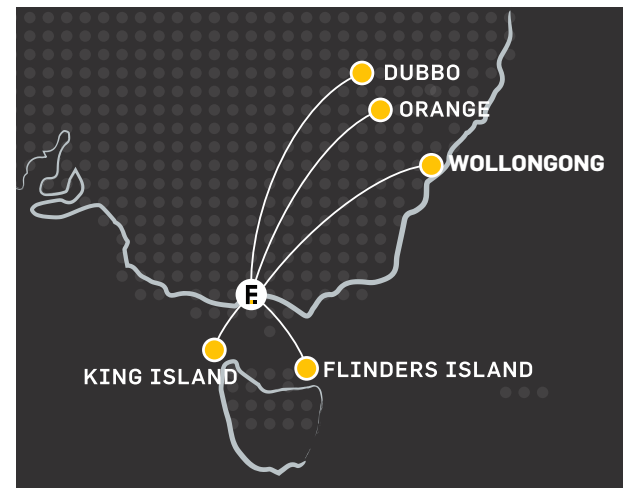 DUBBO
ORANGE
WOLLONGONG
E
KING ISLAND
FLINDERS ISLAND